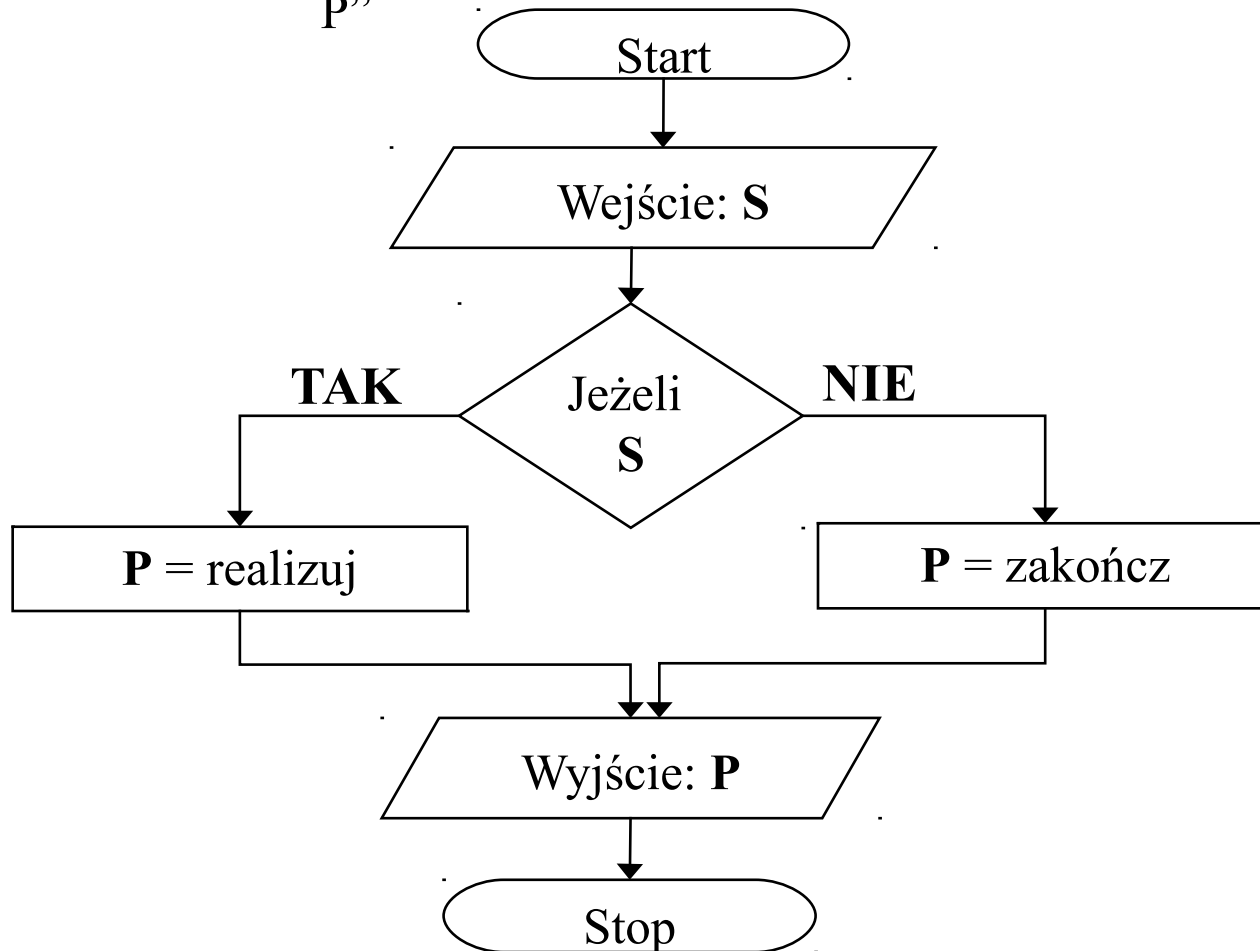 P”
Start
Wejście: S
TAK
NIE
Jeżeli
S
P = realizuj
P = zakończ
Wyjście: P
Stop